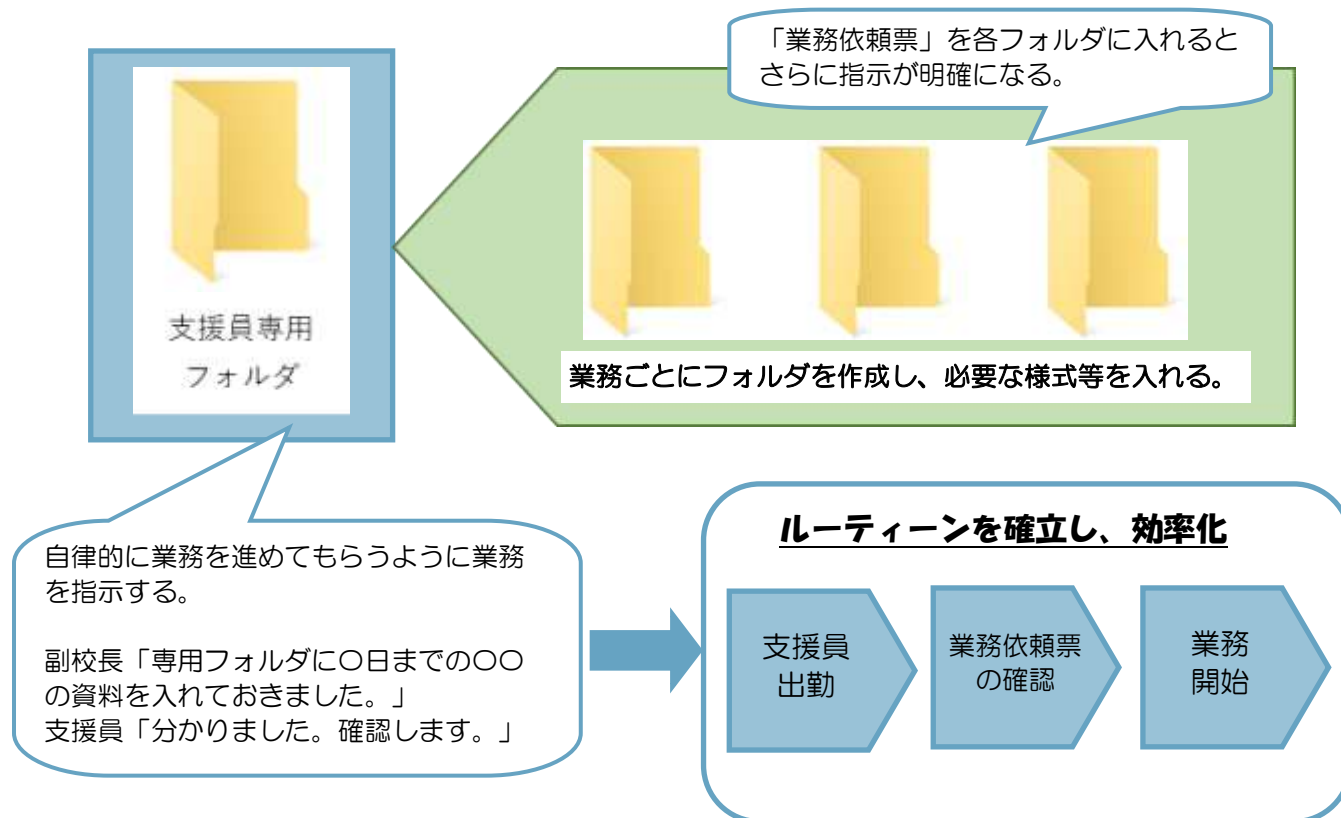 「業務依頼票」を各フォルダに入れると
さらに指示が明確になる。
支援員専用
フォルダ
業務ごとにフォルダを作成し、必要な様式等を入れる。
自律的に業務を進めてもらうように業務
を指示する。
副校長「専用フォルダに〇日までの〇〇
の資料を入れておきました。」
支援員「分かりました。確認します。」
ルーティーンを確立し、効率化
支援員
出勤
業務依頼票
の確認
業務
開始